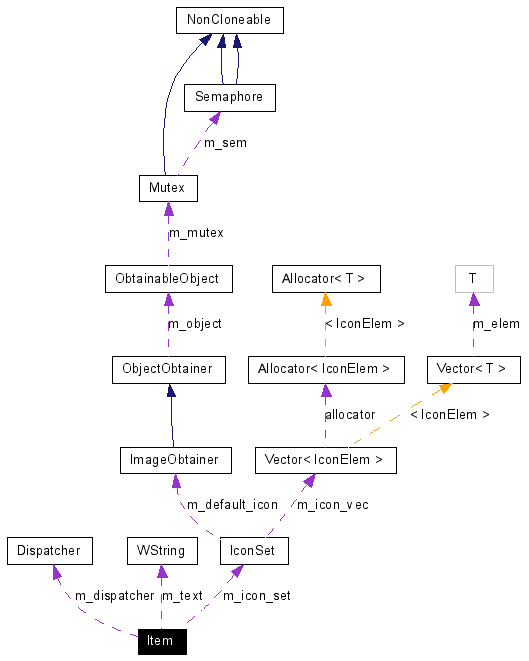 NonCloneable
Semaphore
m_sem
Mutex
m_mutex
ObtainableObject
Allocator< T >
T
m_object
< IconElem >
m_elem
ObjectObtainer
Allocator< IconElem >
Vector< T >
allocator
< IconElem >
ImageObtainer
Vector< IconElem >
m_default_icon
m_icon_vec
Dispatcher
WString
IconSet
m_dispatcher
m_text
m_icon_set
Item